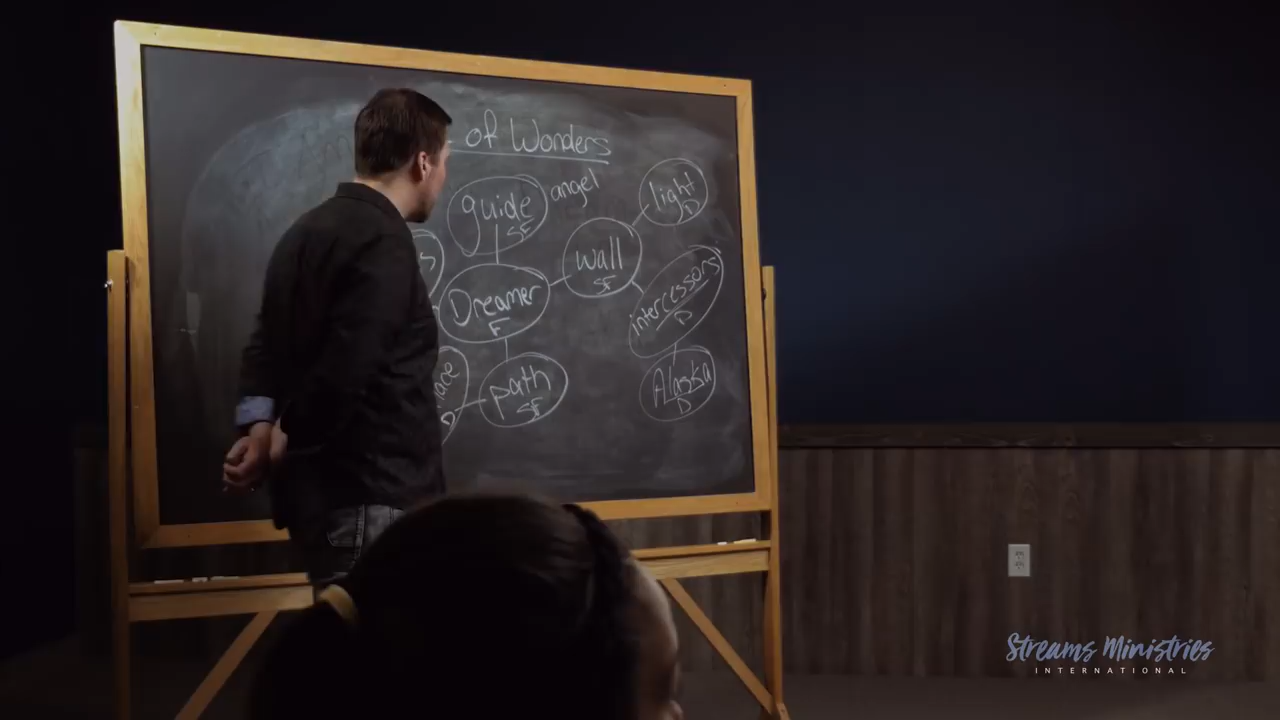 of Wonders
angel
guide
SF
light
D
wall
SF
Dreamer
F
intercessors
D
path
SF
Alaska
D
D
Streams Ministries
INTERNATIONAL